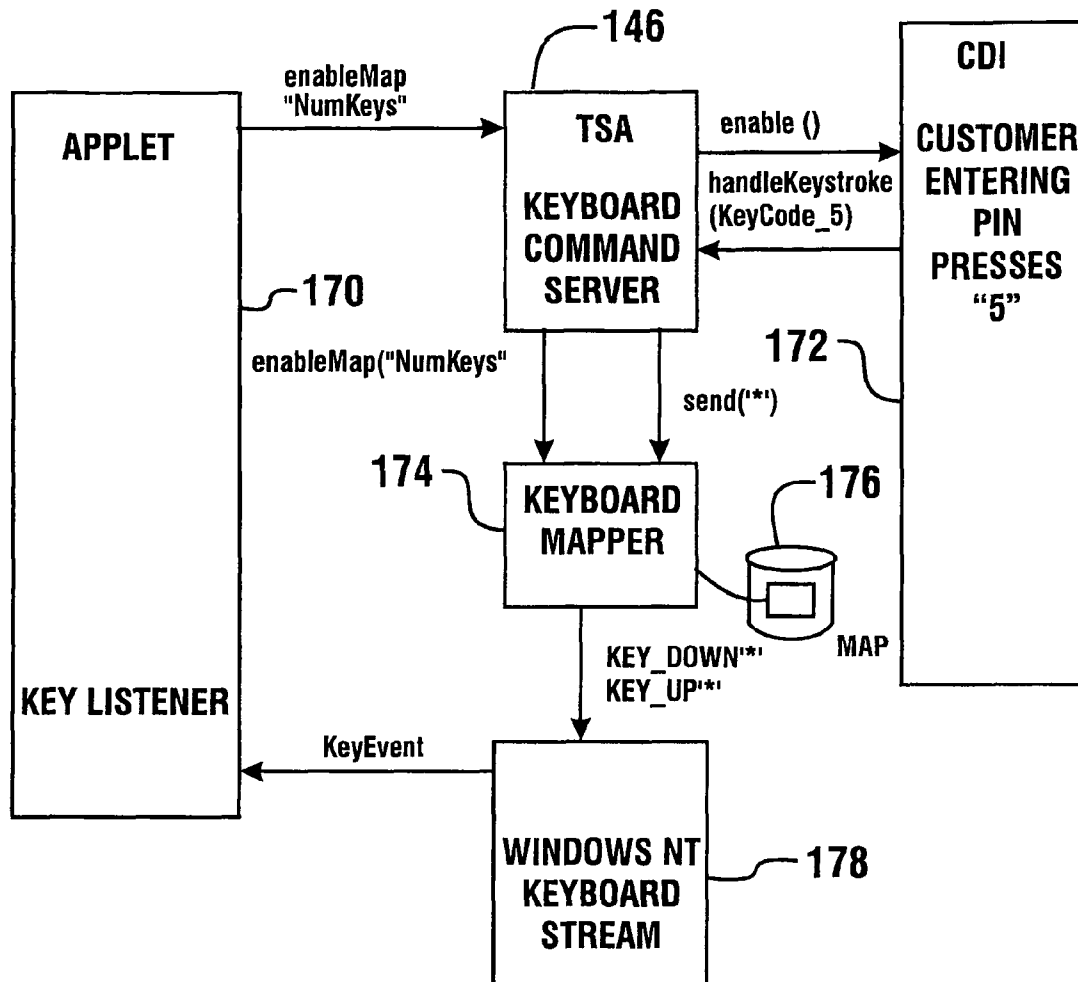 146
CDI
enableMap
"NumKeys"
APPLET
TSA
enable ()
CUSTOMER
ENTERING
PIN
PRESSES
“5”
handleKeystroke
(KeyCode_5)
KEYBOARD
COMMAND
SERVER
170
172
enableMap("NumKeys"
send('*')
174
KEYBOARD
MAPPER
176
MAP
KEY_DOWN'*'
KEY_UP'*'
KEY LISTENER
KeyEvent
WINDOWS NT
KEYBOARD
STREAM
178